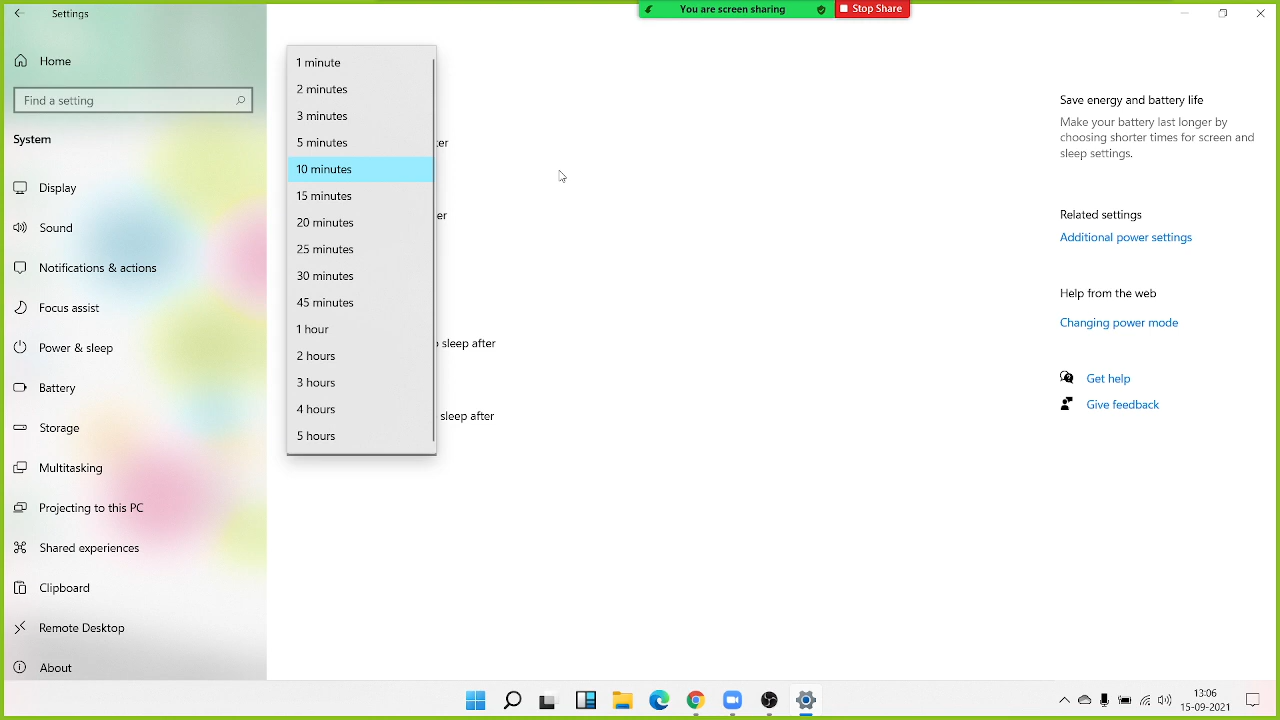 Settings
You are screen sharing
Stop Share
Home
Find a setting
System
Display
Sound
Notifications & actions
Focus assist
Power & sleep
Battery
Storage
Multitasking
Projecting to this PC
Shared experiences
Clipboard
Remote Desktop
About
1 minute
2 minutes
3 minutes
5 minutes
10 minutes
15 minutes
20 minutes
25 minutes
30 minutes
45 minutes
1 hour
2 hours
3 hours
4 hours
5 hours
sleep after
sleep after
Save energy and battery life
Make your battery last longer by
choosing shorter times for screen and
sleep settings.
Related settings
Additional power settings
Help from the web
Changing power mode
Get help
Give feedback
13:06
15-09-2021